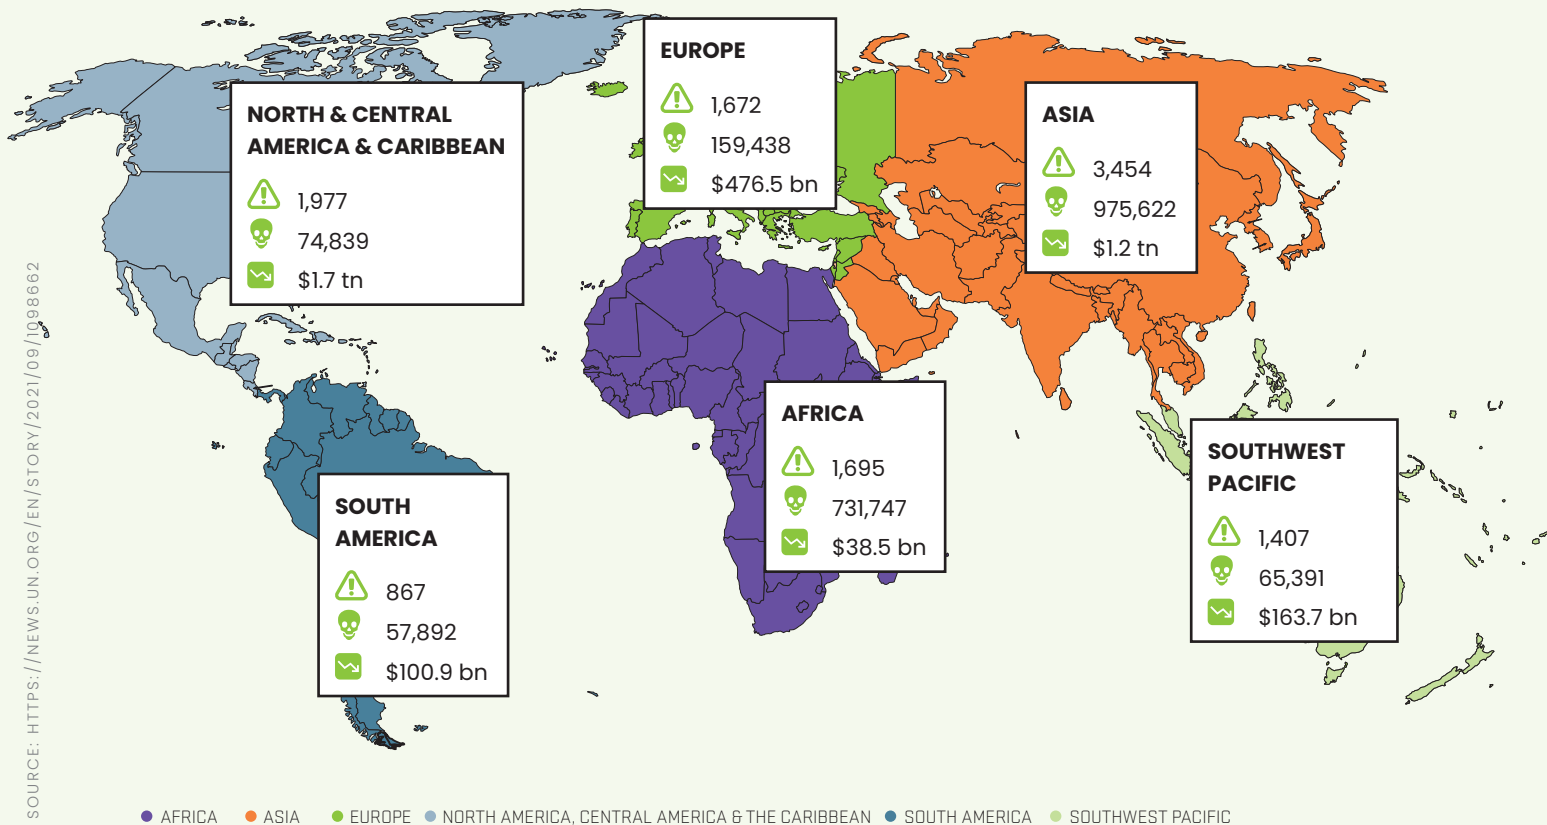 NORTH & CENTRAL
AMERICA & CARIBBEAN
1,977
74,839
$1.7 tn
EUROPE
1,672
159,438
$476.5 bn
ASIA
3,454
975,622
$1.2 tn
AFRICA
1,695
731,747
$38.5 bn
SOUTHWEST
PACIFIC
1,407
65,391
$163.7 bn
SOUTH
AMERICA
867
57,892
$100.9 bn
SOURCE: HTTPS://NEWS.UN.ORG/EN/STORY/2021/09/1098662
AFRICA ASIA EUROPE NORTH AMERICA, CENTRAL AMERICA & THE CARIBBEAN SOUTH AMERICA SOUTHWEST PACIFIC